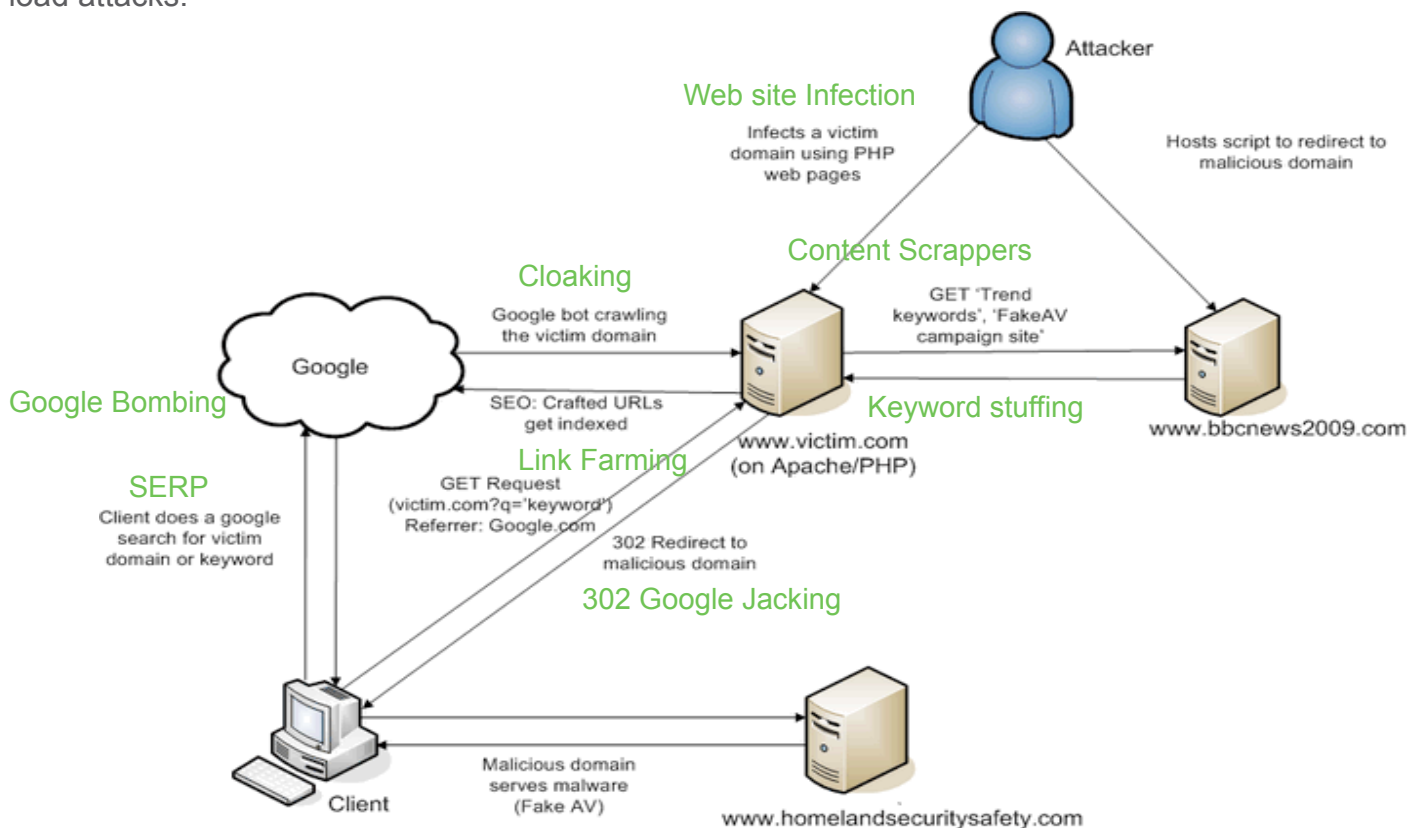 load attacks.
Attacker
Web site Infection
Infects a victim
domain using PHP
web pages
Hosts script to redirect to
malicious domain
Content Scrappers
Cloaking
GET 'Trend
keywords', 'FakeAV
campaign site'
Google bot crawling
the victim domain
Google
Google Bombing
SEO: Crafted URLs
get indexed
Keyword stuffing
www.victim.com
(on Apache/PHP)
www.bbcnews2009.com
Link Farming
GET Request
(victim.com?q='keyword')
Referrer: Google.com
SERP
Client does a google
search for victim
domain or keyword
302 Redirect to
malicious domain
302 Google Jacking
Malicious domain
serves malware
(Fake AV)
Client
www.homelandsecuritysafety.com